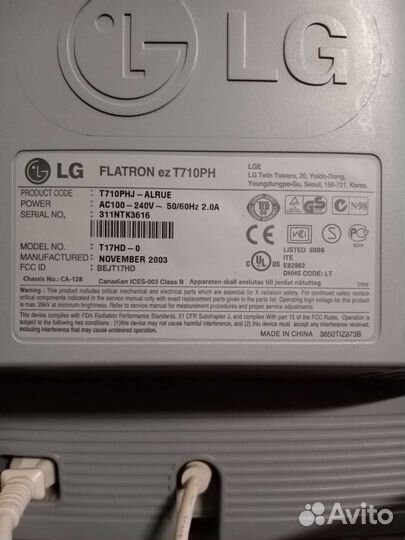 LG
LG FLATRON ez T710PH
LGE
LG Twin Towers, 20, Yoido-Dong,
Youngdungpo-Gu, Seoul, 150-721, Korea.
PRODUCT CODE : T710PHJ-ALRUE
POWER : AC100-240V~ 50/60Hz 2.0A
SERIAL NO. : 311NTK3616
N98
MODEL NO. : T17HD-0
MANUFACTURED : NOVEMBER 2003
FCC ID : BEJT17HD
LISTED 59B9
ITE
E82982
DHHS CODE: LT
Chassis No.: CA-128 Canadian ICES-003 Class B Apparaten skall anslutas till jordat nätuttag
Warning : This equipment includes critical mechanical and electrical parts which are essential for X radiation safety. For continued safety replace
critical components indicated in the service manual only with exact replacement parts given in the parts list. Operating high voltage for this product
is max. 29kV at minimum brightness. Refer to service manual for measurement procedures and proper service adjustments.
This device complies with FDA Radiation Performance Standards, 21 CFR Subchapter J, and complies with Part 15 of the FCC Rules. Operation
is subject to the following two conditions: (1) this device may not cause harmful interference, and (2) this device must accept any interference received,
including interference that may cause undesired operation.
MADE IN CHINA 3850TIZ873B
Avito